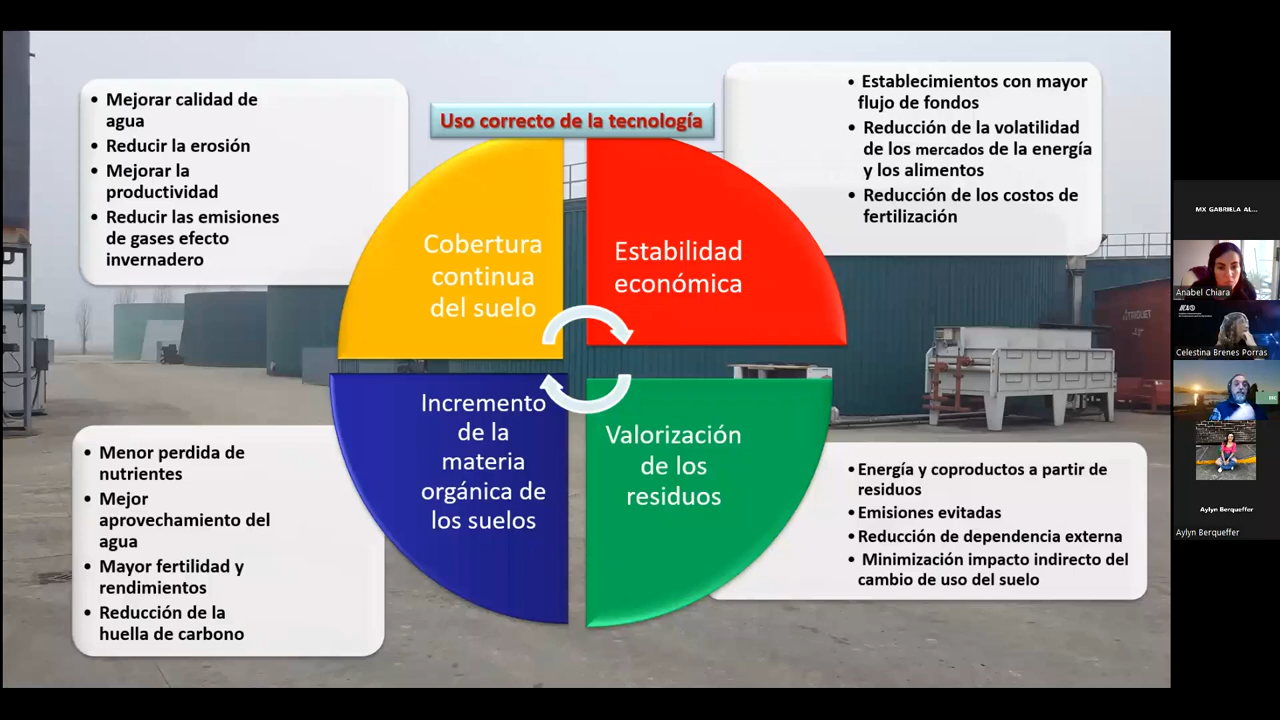 Uso correcto de la tecnología
• Mejorar calidad de
agua
• Reducir la erosión
• Mejorar la
productividad
• Reducir las emisiones
de gases efecto
invernadero
Cobertura
continua
del suelo
Estabilidad
económica
• Establecimientos con mayor
flujo de fondos
• Reducción de la volatilidad
de los mercados de la energía
y los alimentos
• Reducción de los costos de
fertilización
• Menor perdida de
nutrientes
• Mejor
aprovechamiento del
agua
• Mayor fertilidad y
rendimientos
• Reducción de la
huella de carbono
Incremento
de la
materia
orgánica de
los suelos
Valorización
de los
residuos
• Energía y coproductos a partir de
residuos
• Emisiones evitadas
• Reducción de dependencia externa
• Minimización impacto indirecto del
cambio de uso del suelo
MX GABRIELA AL...
Anabel Chiara
Celestina Brenes Porras
Aylyn Berqueffer
Aylyn Berqueffer